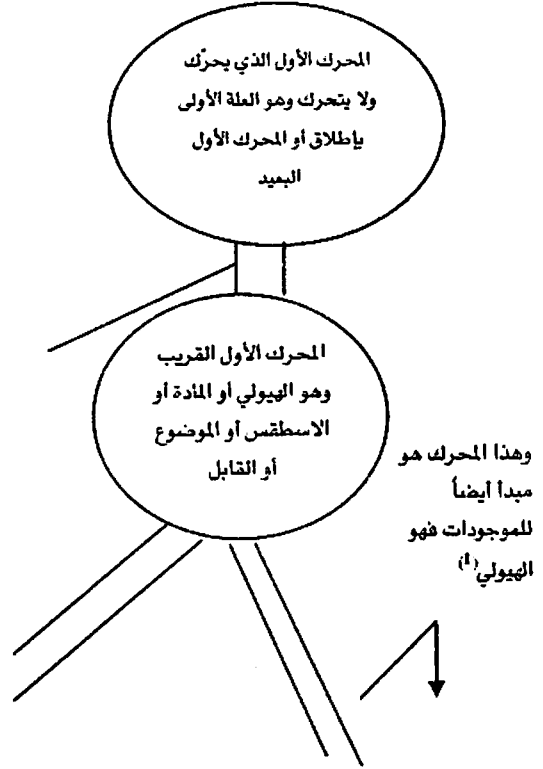 المحرك الأول الذي يحرّك
ولا يتحرك وهو العلة الأولى
بإطلاق أو المحرك الأول
البعيد
المحرك الأول القريب
وهو الهيولي أو المادة أو
الاسطقس أو الموضوع
أو القابل
وهذا المحرك هو
مبدأ أيضاً
للموجودات فهو
الهيولي(1)